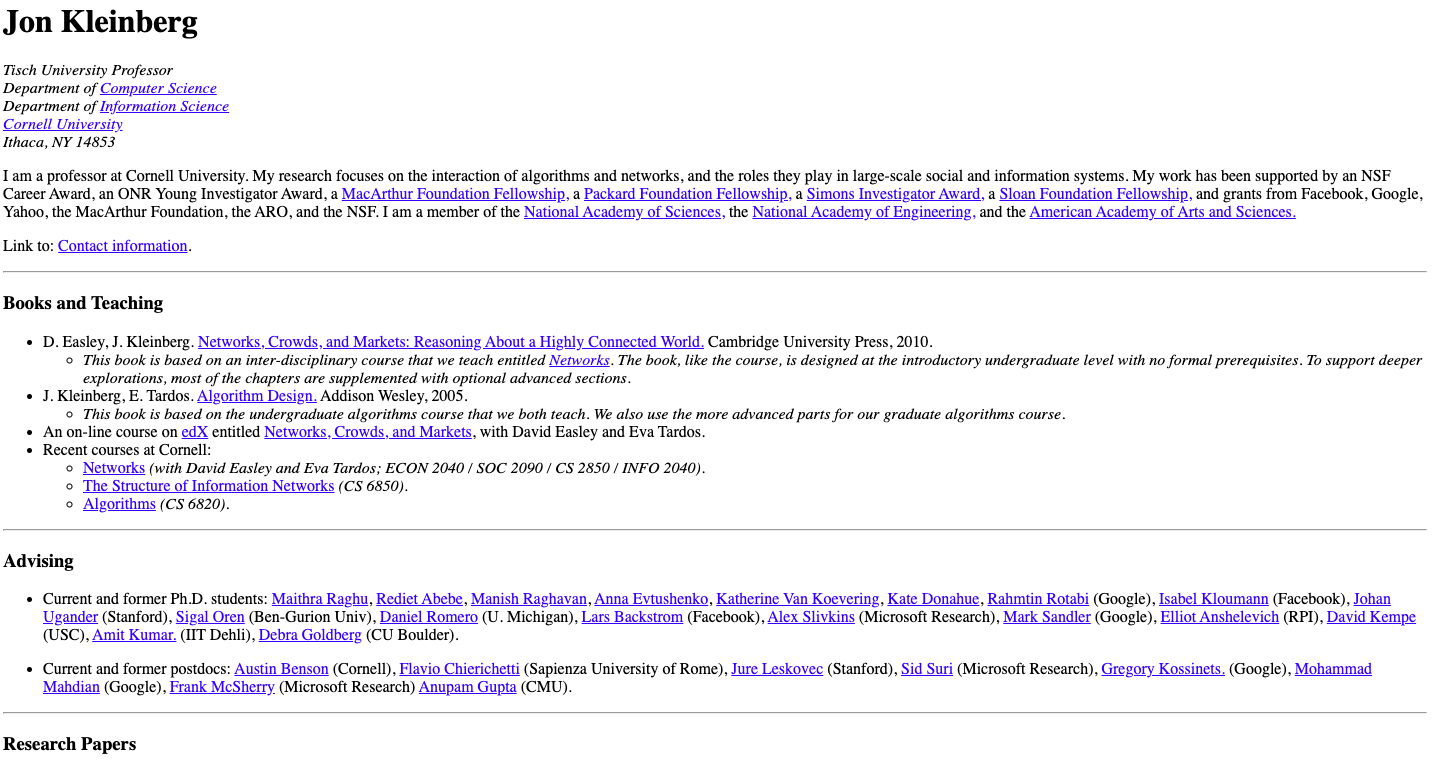 Jon Kleinberg
Tisch University Professor
Department of Computer Science
Department of Information Science
Cornell University
Ithaca, NY 14853
I am a professor at Cornell University. My research focuses on the interaction of algorithms and networks, and the roles they play in large-scale social and information systems. My work has been supported by an NSF
Career Award, an ONR Young Investigator Award, a MacArthur Foundation Fellowship, a Packard Foundation Fellowship, a Simons Investigator Award, a Sloan Foundation Fellowship, and grants from Facebook, Google,
Yahoo, the MacArthur Foundation, the ARO, and the NSF. I am a member of the National Academy of Sciences, the National Academy of Engineering, and the American Academy of Arts and Sciences.
Link to: Contact information.
Books and Teaching
• D. Easley, J. Kleinberg. Networks, Crowds, and Markets: Reasoning About a Highly Connected World. Cambridge University Press, 2010.
◦ This book is based on an inter-disciplinary course that we teach entitled Networks. The book, like the course, is designed at the introductory undergraduate level with no formal prerequisites. To support deeper
explorations, most of the chapters are supplemented with optional advanced sections.
• J. Kleinberg, E. Tardos. Algorithm Design. Addison Wesley, 2005.
◦ This book is based on the undergraduate algorithms course that we both teach. We also use the more advanced parts for our graduate algorithms course.
• An on-line course on edX entitled Networks, Crowds, and Markets, with David Easley and Eva Tardos.
• Recent courses at Cornell:
◦ Networks (with David Easley and Eva Tardos; ECON 2040 / SOC 2090 / CS 2850 / INFO 2040).
◦ The Structure of Information Networks (CS 6850).
◦ Algorithms (CS 6820).
Advising
• Current and former Ph.D. students: Maithra Raghu, Rediet Abebe, Manish Raghavan, Anna Evtushenko, Katherine Van Koevering, Kate Donahue, Rahmtin Rotabi (Google), Isabel Kloumann (Facebook), Johan
Ugander (Stanford), Sigal Oren (Ben-Gurion Univ), Daniel Romero (U. Michigan), Lars Backstrom (Facebook), Alex Slivkins (Microsoft Research), Mark Sandler (Google), Elliot Anshelevich (RPI), David Kempe
(USC), Amit Kumar. (IIT Dehli), Debra Goldberg (CU Boulder).
• Current and former postdocs: Austin Benson (Cornell), Flavio Chierichetti (Sapienza University of Rome), Jure Leskovec (Stanford), Sid Suri (Microsoft Research), Gregory Kossinets. (Google), Mohammad
Mahdian (Google), Frank McSherry (Microsoft Research) Anupam Gupta (CMU).
Research Papers